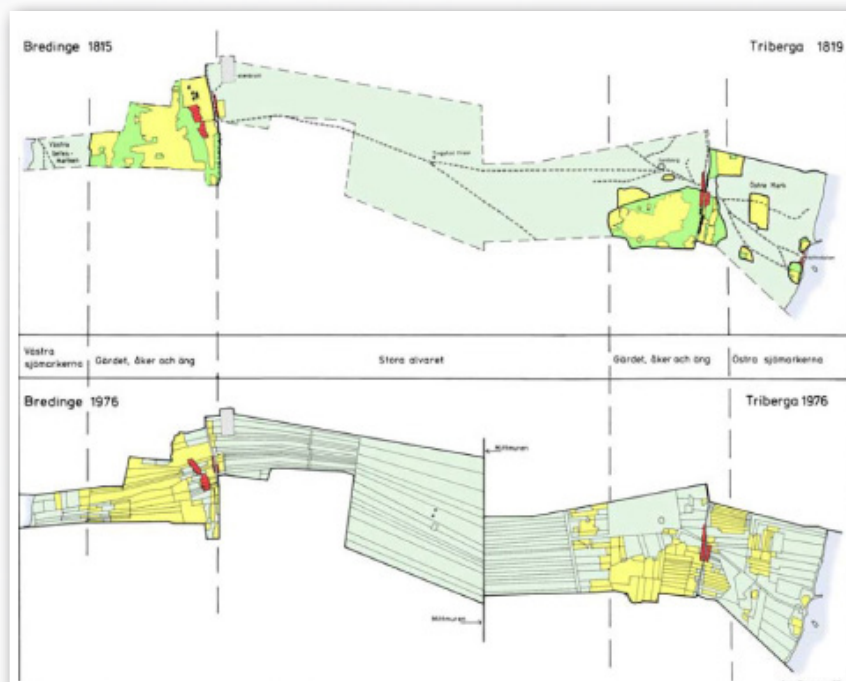 Bredinge 1815
Triberga 1819
Västra
Östra Mark
Västra
sjömarkerna
Gärdet, åker och äng
Stora alvaret
Gärdet, åker och äng
Östra sjömarkerna
Bredinge 1976
Triberga 1976
Mittmuren
Mittmuren